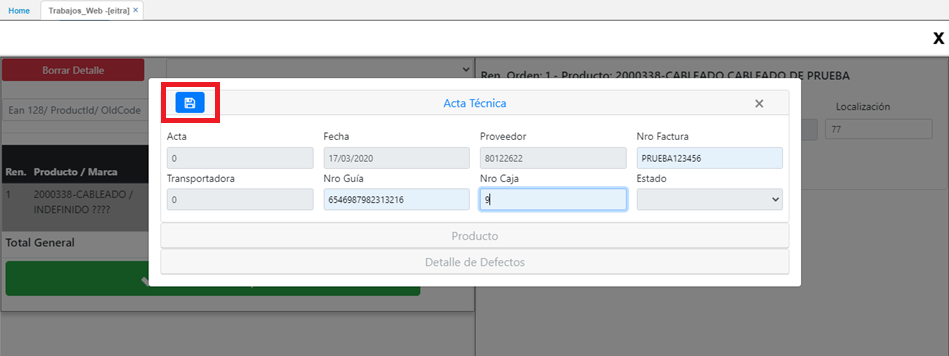 Home
Trabajos_Web -[eitra] ×
X
Borrar Detalle
Ren. Orden: 1 - Producto: 2000338-CABLEADO CABLEADO DE PRUEBA
Acta Técnica ×
Ean 128/ ProductId/ OldCode
Localización
77
Acta Fecha Proveedor Nro Factura
0 17/03/2020 80122622 PRUEBA123456
Transportadora Nro Guía Nro Caja Estado
0 6546987982313216 9
Ren. Producto / Marca
1 2000338-CABLEADO /
INDEFINIDO ????
Total General
Producto
Detalle de Defectos